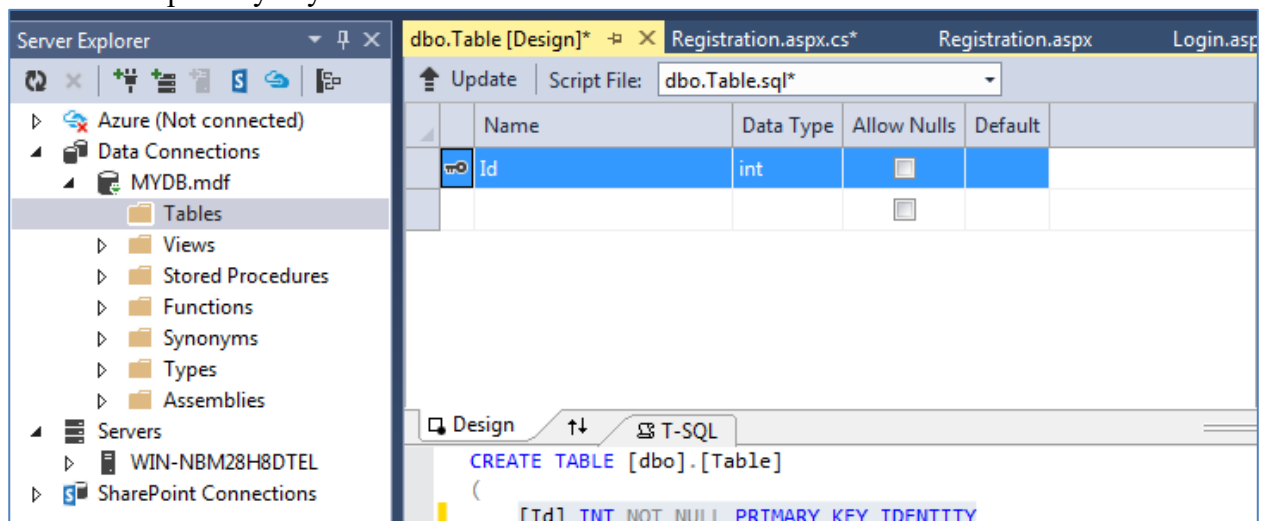 Server Explorer
dbo.Table [Design]* Registration.aspx.cs* Registration.aspx Login.asp
Update Script File: dbo.Table.sql*
Azure (Not connected)
Data Connections
MYDB.mdf
Tables
Views
Stored Procedures
Functions
Synonyms
Types
Assemblies
Servers
WIN-NBM28H8DTEL
SharePoint Connections
Name Data Type Allow Nulls Default
Id int
Design T-SQL
CREATE TABLE [dbo].[Table]
(
[Id] INT NOT NULL PRIMARY KEY IDENTITY